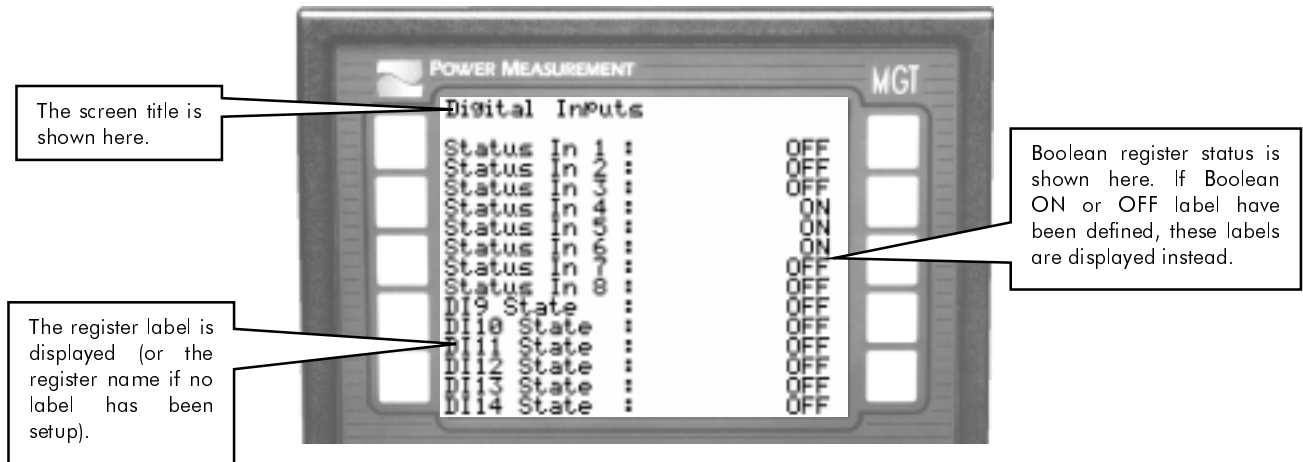 POWER MEASUREMENT
MGT
The screen title is
shown here.
Digital Inputs
Status In 1 : OFF
Status In 2 : OFF
Status In 3 : OFF
Status In 4 : ON
Status In 5 : ON
Status In 6 : ON
Status In 7 : OFF
Status In 8 : OFF
DI9 State : OFF
DI10 State : OFF
DI11 State : OFF
DI12 State : OFF
DI13 State : OFF
DI14 State : OFF
Boolean register status is
shown here. If Boolean
ON or OFF label have
been defined, these labels
are displayed instead.
The register label is
displayed (or the
register name if no
label has been
setup).